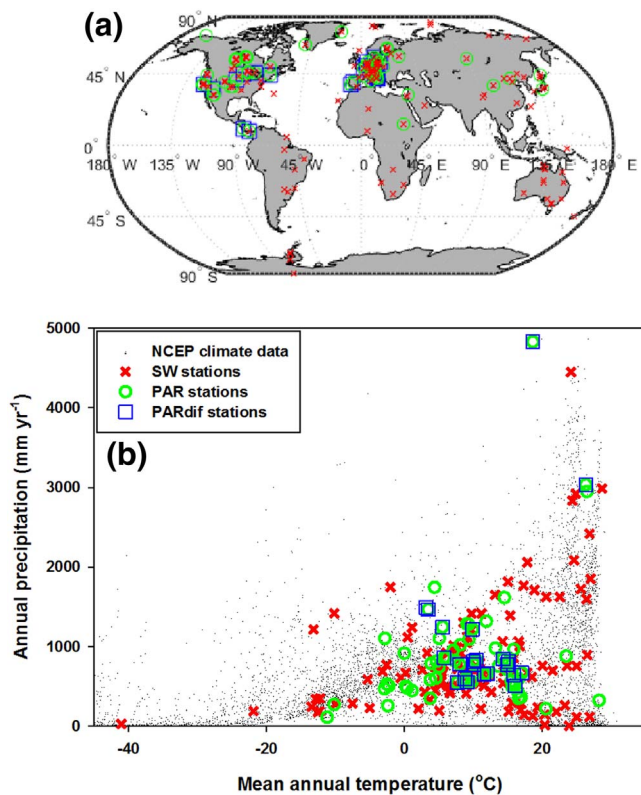 (a)
90° N
45° N
0°
180° W
135° W
90° W
45° W
0°
45° E
90° E
135° E
180° E
45° S
90° S
5000
4000
3000
2000
1000
0
Annual precipitation (mm yr⁻¹)
NCEP climate data
SW stations
PAR stations
PARdif stations
(b)
-40
-20
0
20
Mean annual temperature (°C)